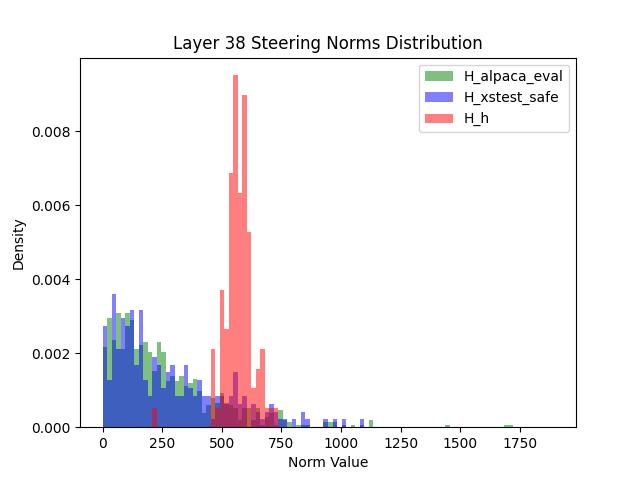 Layer 38 Steering Norms Distribution
H_alpaca_eval
H_xstest_safe
H_h
Density
0.008
0.006
0.004
0.002
0.000
0
250
500
750
1000
1250
1500
1750
Norm Value